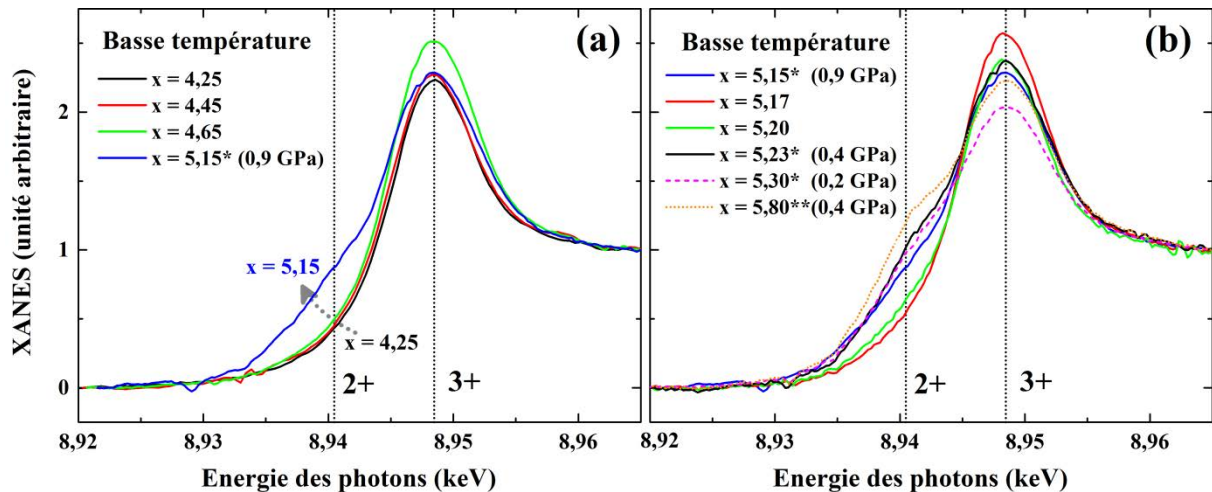 (a)
Basse température
x = 4,25
x = 4,45
x = 4,65
x = 5,15* (0,9 GPa)
x = 5,15
x = 4,25
2+
3+
XANES (unité arbitraire)
2
1
0
8,92
8,93
8,94
8,95
8,96
Energie des photons (keV)
(b)
Basse température
x = 5,15* (0,9 GPa)
x = 5,17
x = 5,20
x = 5,23* (0,4 GPa)
x = 5,30* (0,2 GPa)
x = 5,80**(0,4 GPa)
2+
3+
8,92
8,93
8,94
8,95
8,96
Energie des photons (keV)